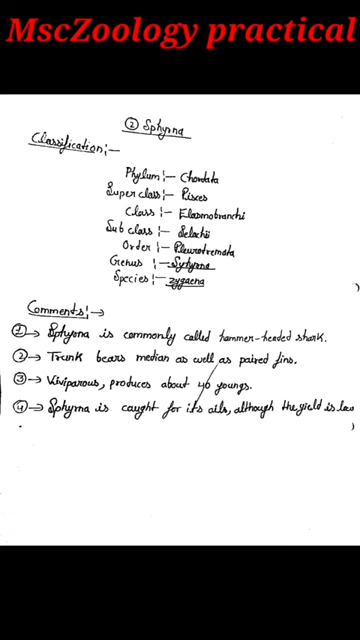 MscZoology practical
② Sphyrna
Classification:-
Phylum:- Chordata
Super class:- Pisces
Class:- Elasmobranchi
Sub class:- Selachii
Order:- Pleurotremata
Genus:- Sphyrna
Species:- zygaena
)
Comments:→
①→ Sphyrna is commonly called hammer-headed shark.
②→ Trunk bears median as well as paired fins.
③→ Viviparous, produces about 40 youngs.
④→ Sphyrna is caught for its oils, although the yield is low
)